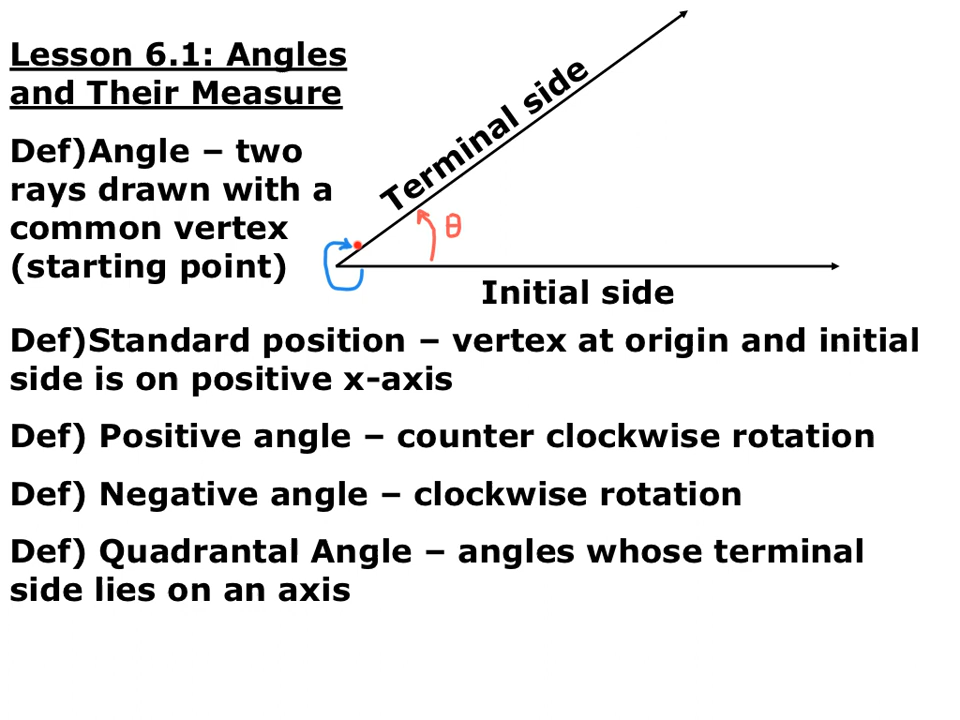 Lesson 6.1: Angles
and Their Measure
Def)Angle – two
rays drawn with a
common vertex
(starting point)
Terminal side
θ
Initial side
Def)Standard position – vertex at origin and initial
side is on positive x-axis
Def) Positive angle – counter clockwise rotation
Def) Negative angle – clockwise rotation
Def) Quadrantal Angle – angles whose terminal
side lies on an axis